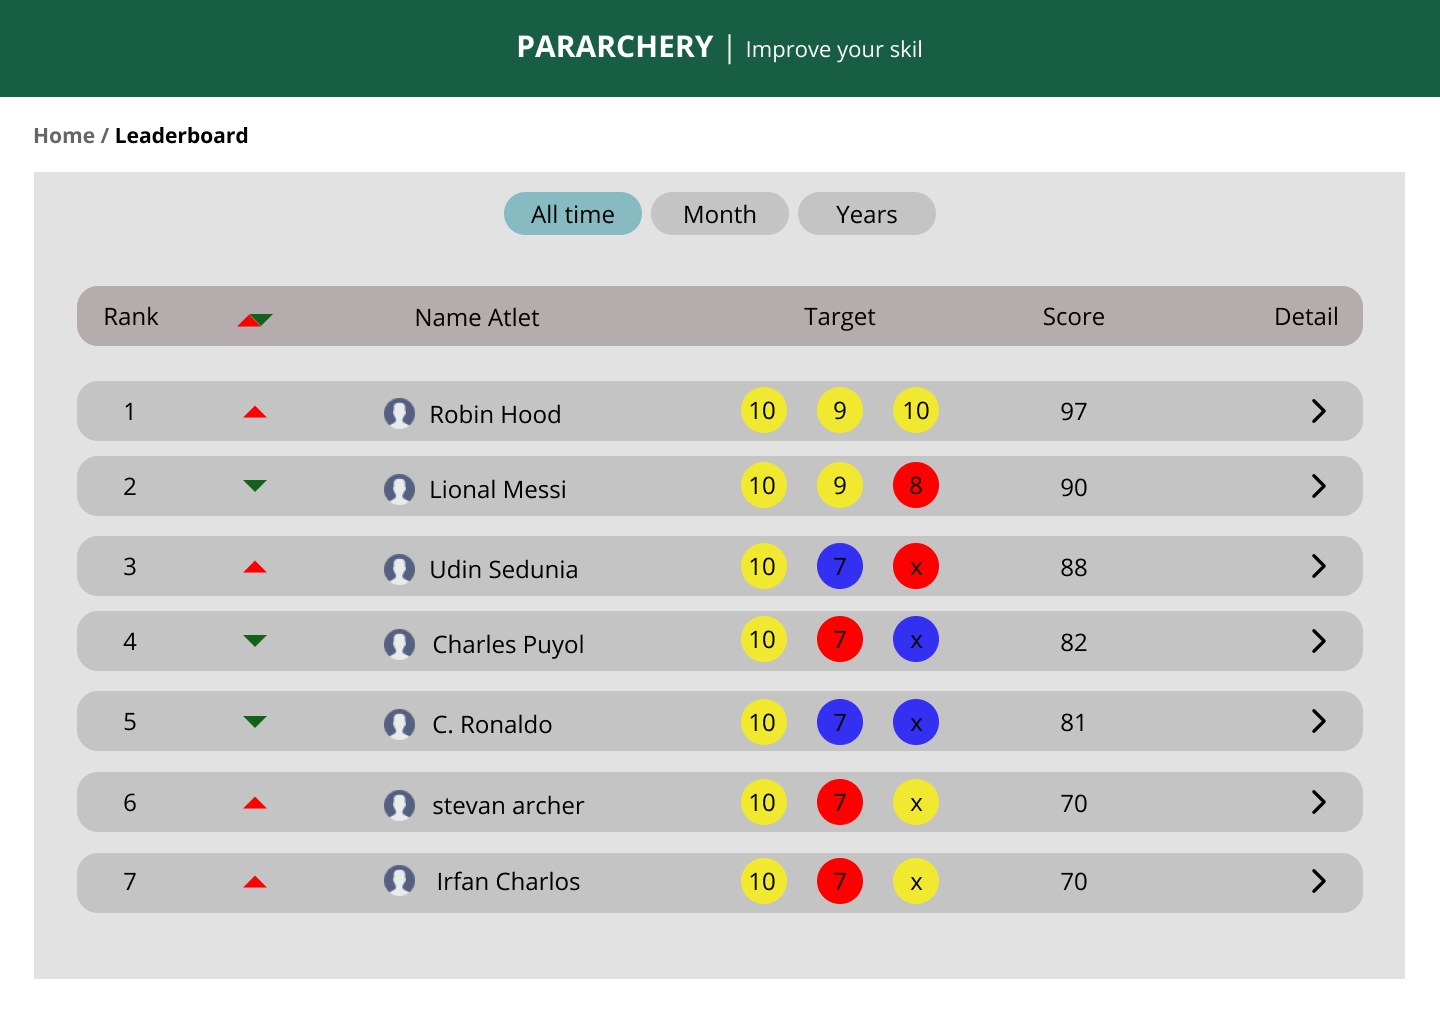 PARARCHERY | Improve your skil
Home / Leaderboard
All time Month Years
Rank Name Atlet Target Score Detail
1 Robin Hood 10 9 10 97
2 Lional Messi 10 9 8 90
3 Udin Sedunia 10 7 x 88
4 Charles Puyol 10 7 x 82
5 C. Ronaldo 10 7 x 81
6 stevan archer 10 7 x 70
7 Irfan Charlos 10 7 x 70